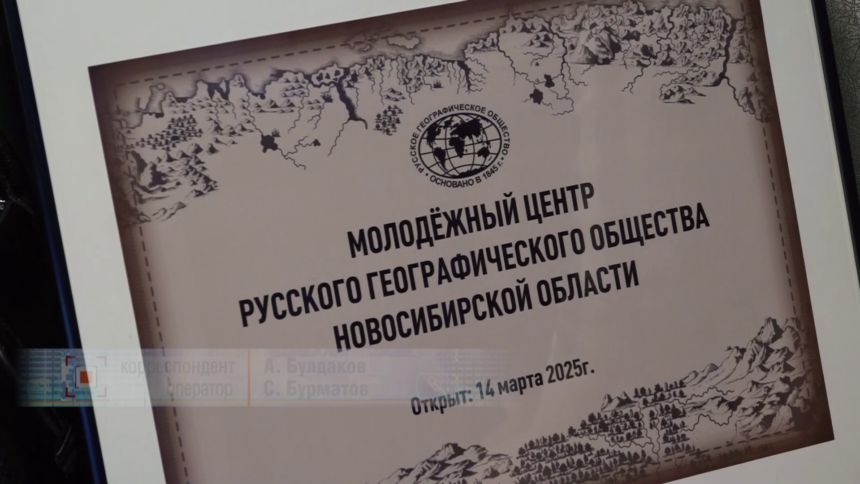 РУССКОЕ ГЕОГРАФИЧЕСКОЕ ОБЩЕСТВО
• ОСНОВАНО В 1845 г. •
МОЛОДЁЖНЫЙ ЦЕНТР
РУССКОГО ГЕОГРАФИЧЕСКОГО ОБЩЕСТВА
НОВОСИБИРСКОЙ ОБЛАСТИ
Открыт: 14 марта 2025г.
корреспондент А. Булдаков
оператор С. Бурматов